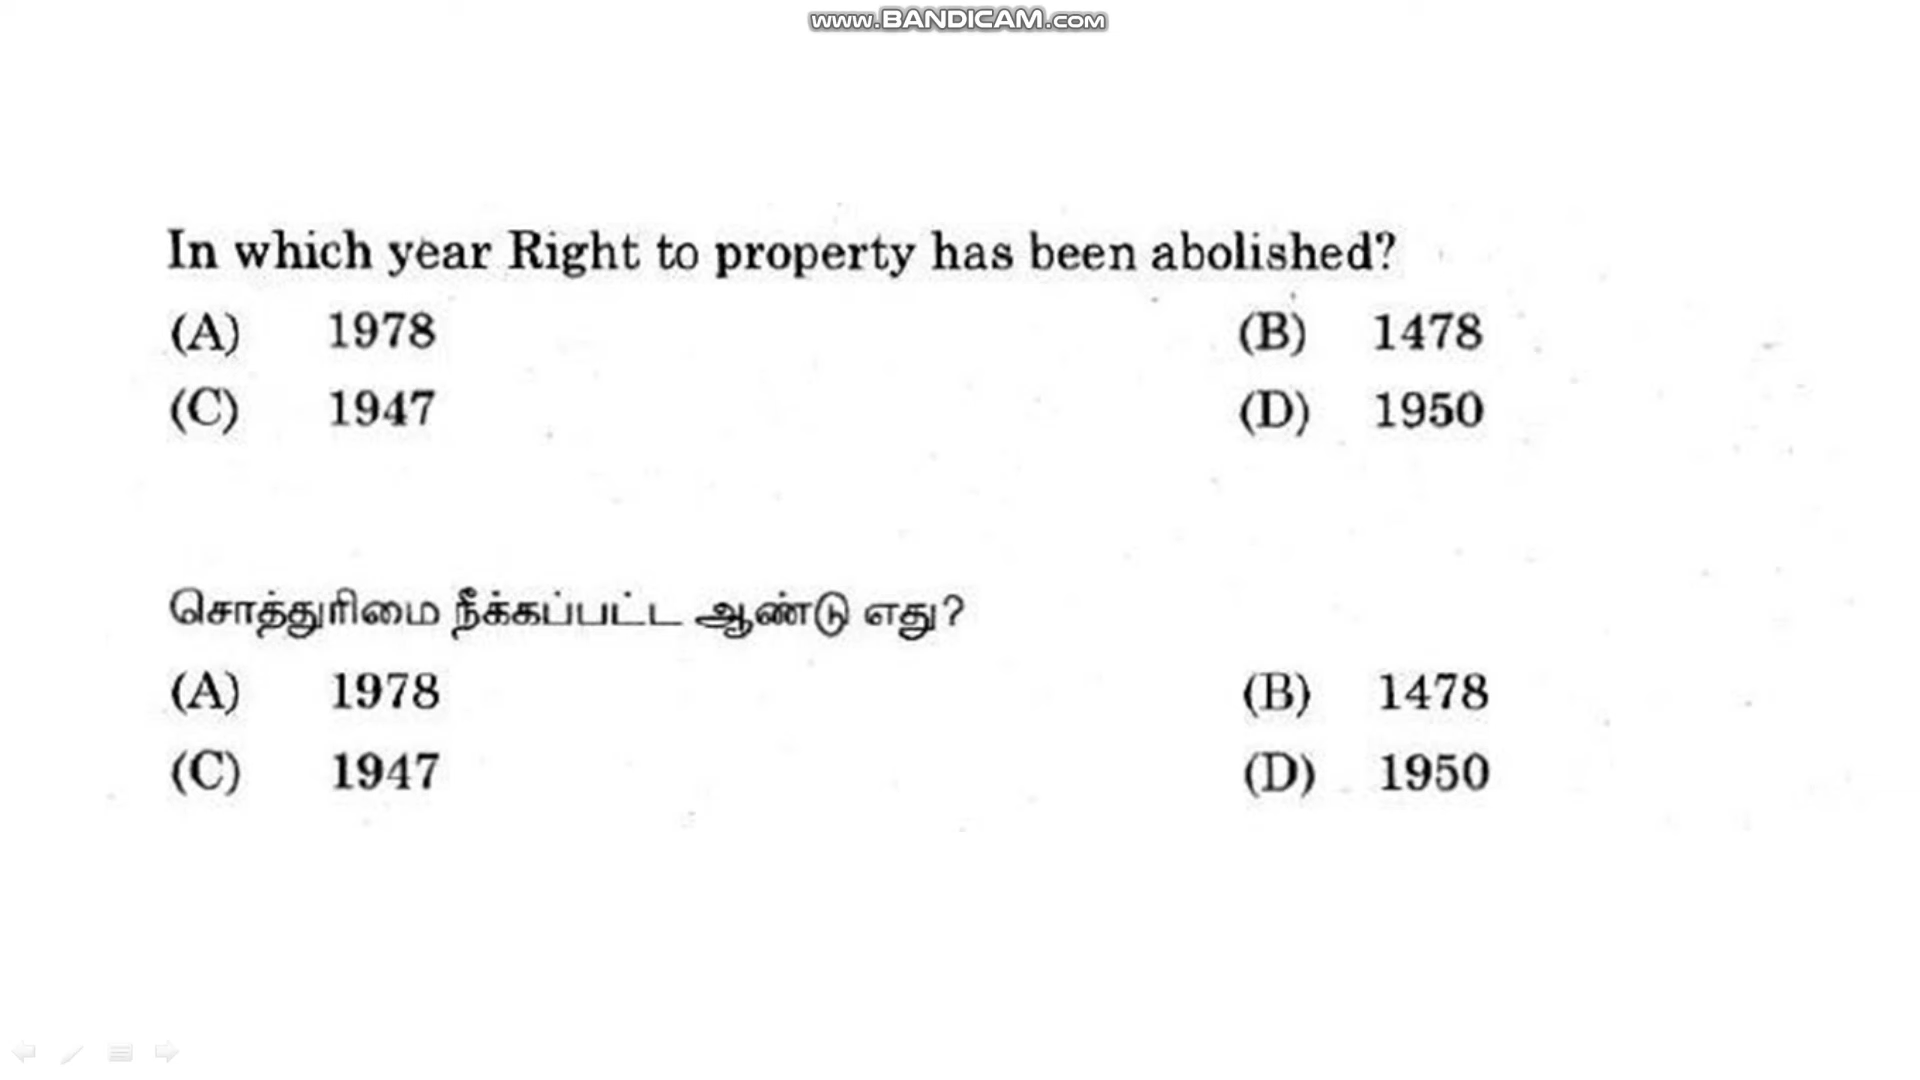 www.BANDICAM.com
In which year Right to property has been abolished?
(A) 1978 (B) 1478
(C) 1947 (D) 1950
சொத்துரிமை நீக்கப்பட்ட ஆண்டு எது?
(A) 1978 (B) 1478
(C) 1947 (D) 1950